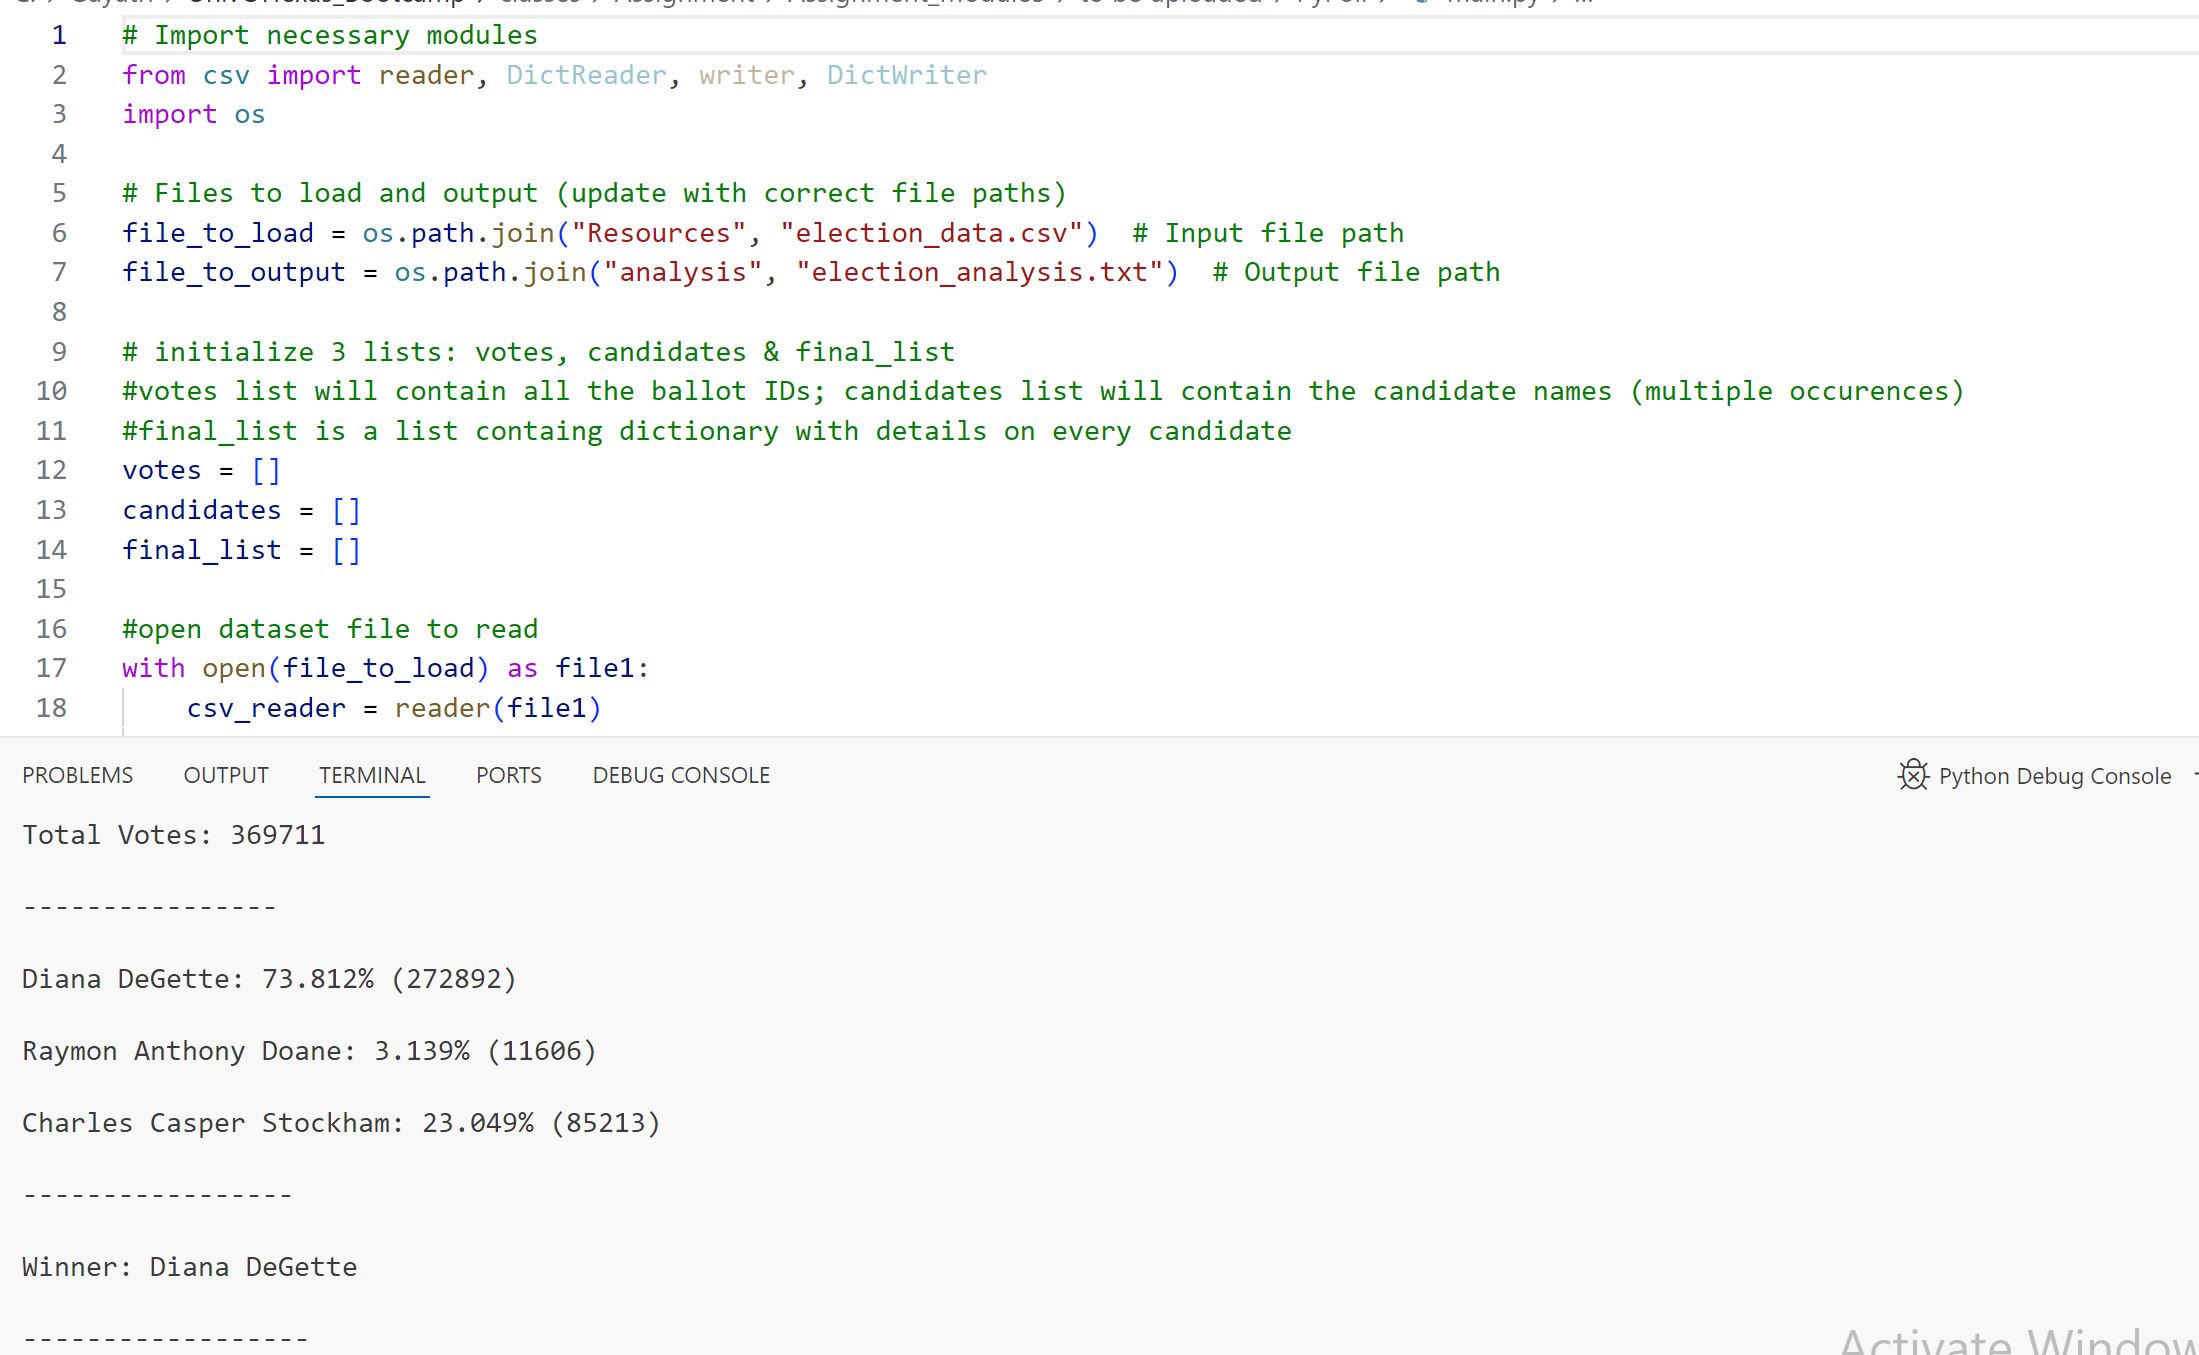 1 # Import necessary modules
2 from csv import reader, DictReader, writer, DictWriter
3 import os
4
5 # Files to load and output (update with correct file paths)
6 file_to_load = os.path.join("Resources", "election_data.csv")  # Input file path
7 file_to_output = os.path.join("analysis", "election_analysis.txt")  # Output file path
8
9 # initialize 3 lists: votes, candidates & final_list
10 #votes list will contain all the ballot IDs; candidates list will contain the candidate names (multiple occurences)
11 #final_list is a list containg dictionary with details on every candidate
12 votes = []
13 candidates = []
14 final_list = []
15
16 #open dataset file to read
17 with open(file_to_load) as file1:
18     csv_reader = reader(file1)
PROBLEMS OUTPUT TERMINAL PORTS DEBUG CONSOLE Python Debug Console
Total Votes: 369711
----------------
Diana DeGette: 73.812% (272892)
Raymon Anthony Doane: 3.139% (11606)
Charles Casper Stockham: 23.049% (85213)
-----------------
Winner: Diana DeGette
------------------
Activate Window